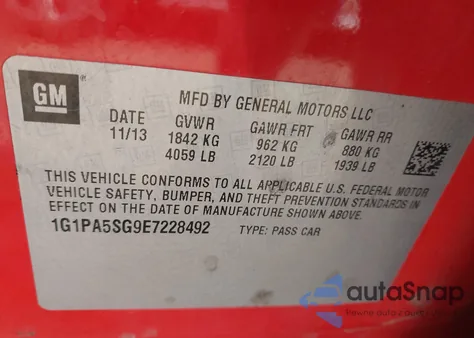 GM
MFD BY GENERAL MOTORS LLC
DATE GVWR GAWR FRT GAWR RR
11/13 1842 KG 962 KG 880 KG
4059 LB 2120 LB 1939 LB
THIS VEHICLE CONFORMS TO ALL APPLICABLE U.S. FEDERAL MOTOR
VEHICLE SAFETY, BUMPER, AND THEFT PREVENTION STANDARDS IN
EFFECT ON THE DATE OF MANUFACTURE SHOWN ABOVE.
1G1PA5SG9E7228492 TYPE: PASS CAR
autoSnap
Pewne auto z